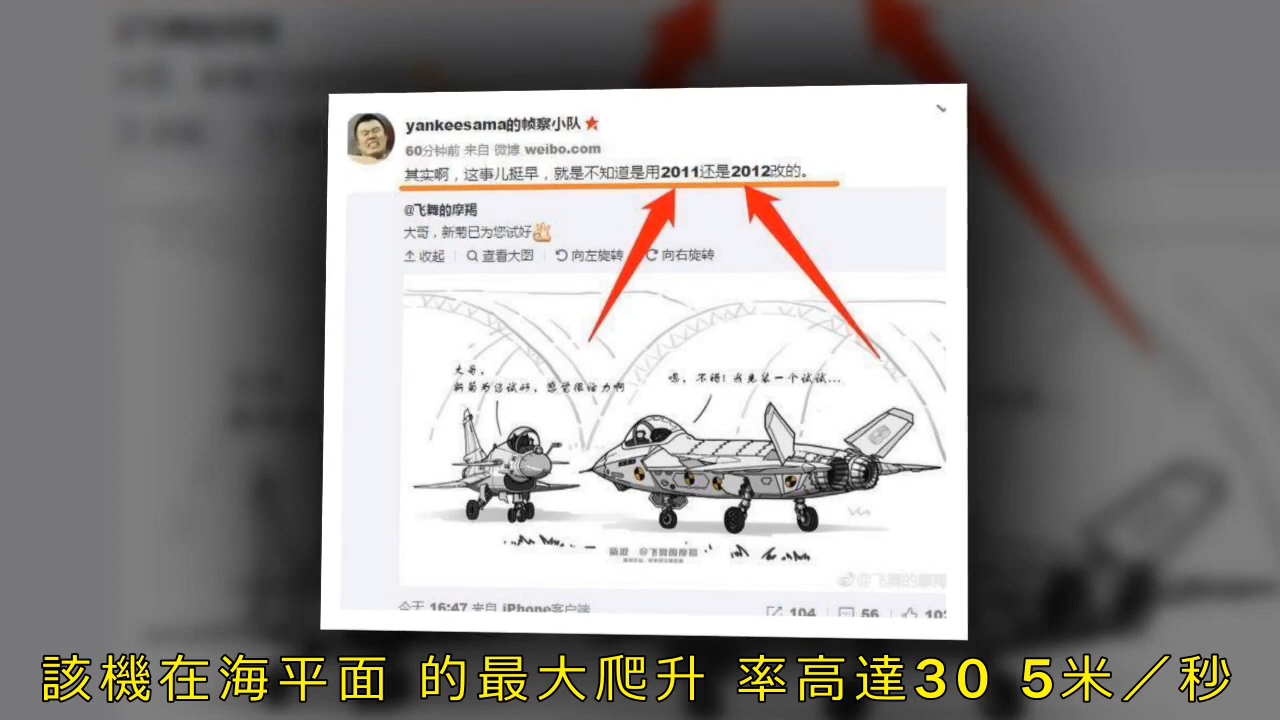 yankeesama的帧察小队
60分钟前 来自 微博 weibo.com
其实啊，这事儿挺早，就是不知道是用2011还是2012改的。
@飞舞的摩羯
大哥，新菊已为您试好
收起 查看大图 向左旋转 向右旋转
大哥，
新菊为您试好，感觉很给力啊
嗯，不错！我先装一个试试...
@飞舞的摩羯
@飞舞的摩羯
今天 16:47 来自 iPhone客户端
104 56
該機在海平面 的最大爬升 率高達30 5米／秒